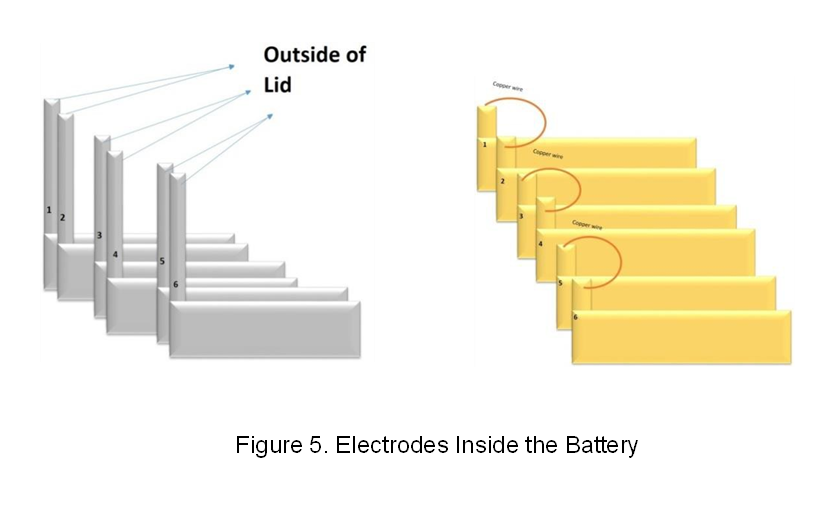 Outside of
Lid
1
2
3
4
5
6
Copper wire
1
Copper wire
2
3
Copper wire
4
5
6
Figure 5. Electrodes Inside the Battery